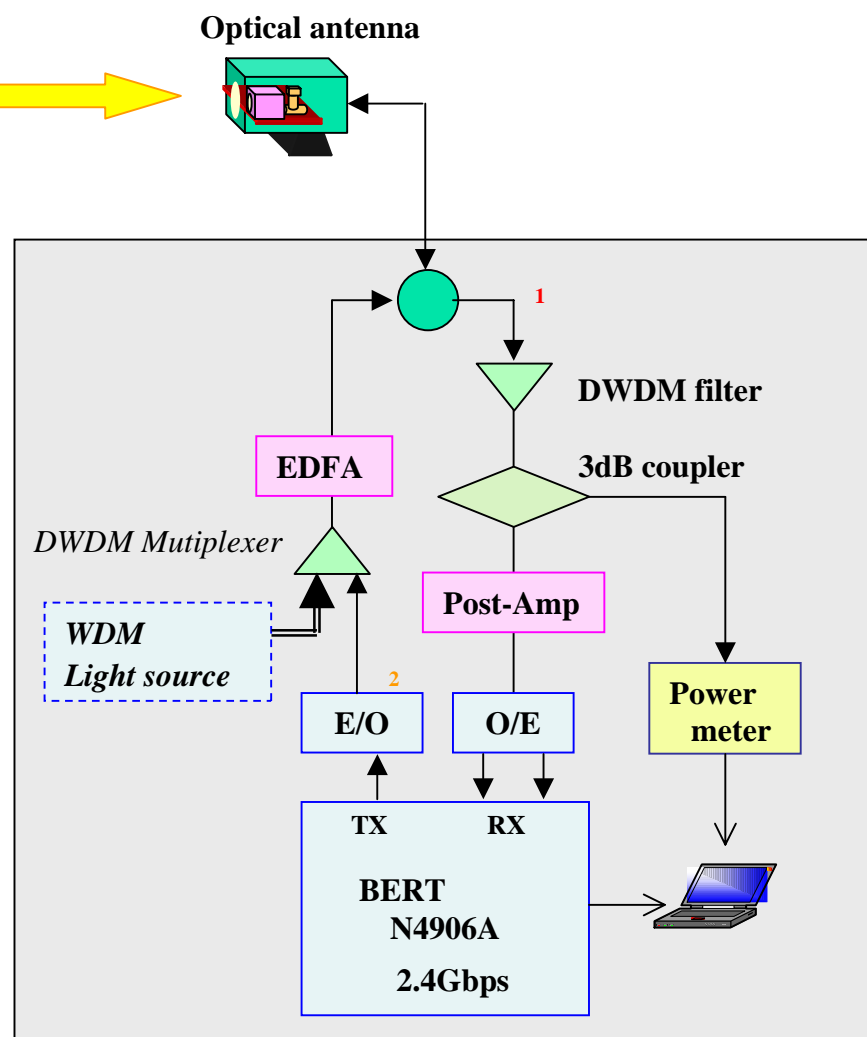 Optical antenna
1
DWDM filter
EDFA
3dB coupler
DWDM Mutiplexer
Post-Amp
WDM
Light source
2
E/O
O/E
Power
meter
TX
RX
BERT
N4906A
2.4Gbps